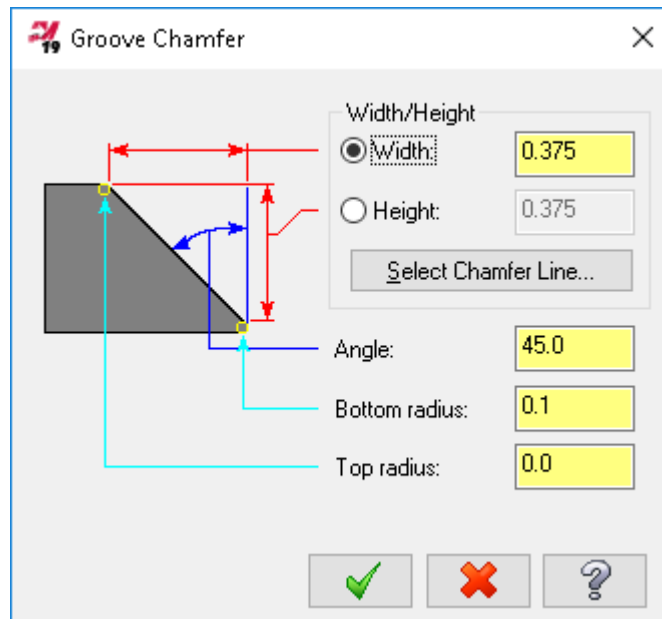 19 Groove Chamfer
Width/Height
Width: 0.375
Height: 0.375
Select Chamfer Line...
Angle: 45.0
Bottom radius: 0.1
Top radius: 0.0